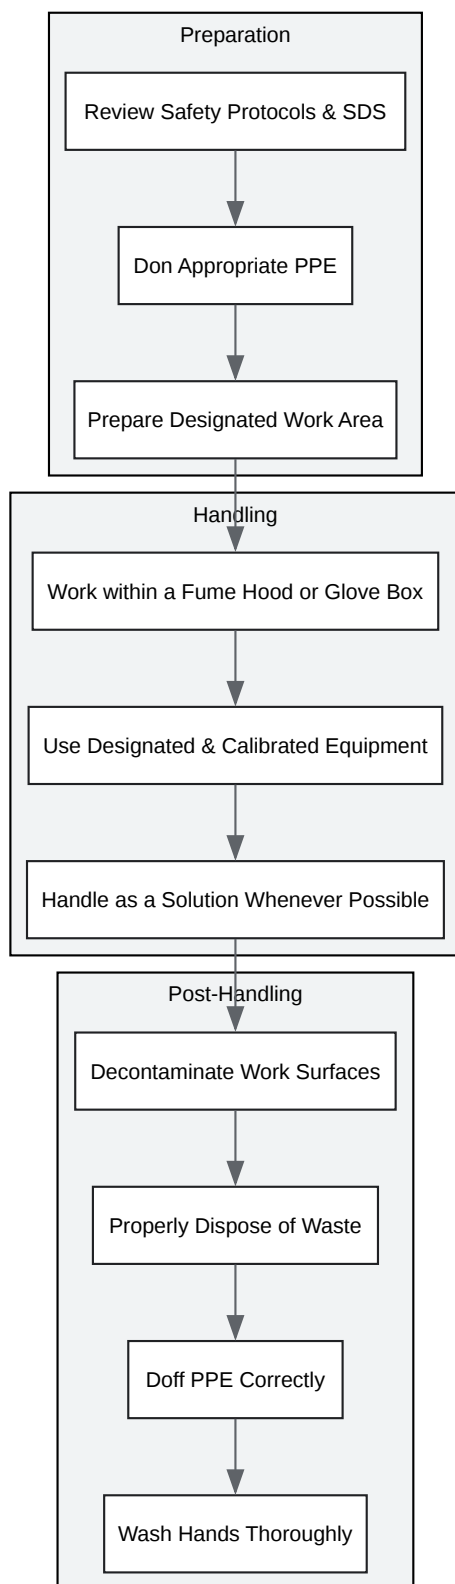 Preparation
Review Safety Protocols & SDS
Don Appropriate PPE
Prepare Designated Work Area
Handling
Work within a Fume Hood or Glove Box
Use Designated & Calibrated Equipment
Handle as a Solution Whenever Possible
Post-Handling
Decontaminate Work Surfaces
Properly Dispose of Waste
Doff PPE Correctly
Wash Hands Thoroughly